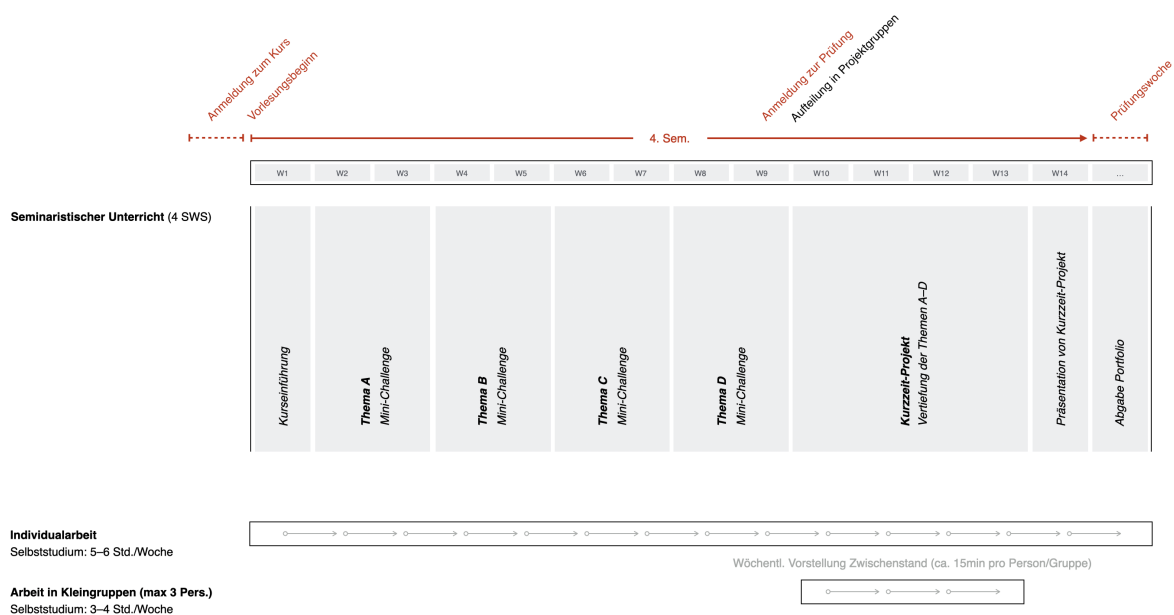 Anmeldung zum Kurs
Vorlesungsbeginn
Anmeldung zur Prüfung
Aufteilung in Projektgruppen
Prüfungswoche
4. Sem.
W1 W2 W3 W4 W5 W6 W7 W8 W9 W10 W11 W12 W13 W14 ...
Seminaristischer Unterricht (4 SWS)
Kurseinführung
Thema A
Mini-Challenge
Thema B
Mini-Challenge
Thema C
Mini-Challenge
Thema D
Mini-Challenge
Kurzzeit-Projekt
Vertiefung der Themen A–D
Präsentation von Kurzzeit-Projekt
Abgabe Portfolio
Individualarbeit
Selbststudium: 5–6 Std./Woche
Wöchentl. Vorstellung Zwischenstand (ca. 15min pro Person/Gruppe)
Arbeit in Kleingruppen (max 3 Pers.)
Selbststudium: 3–4 Std./Woche